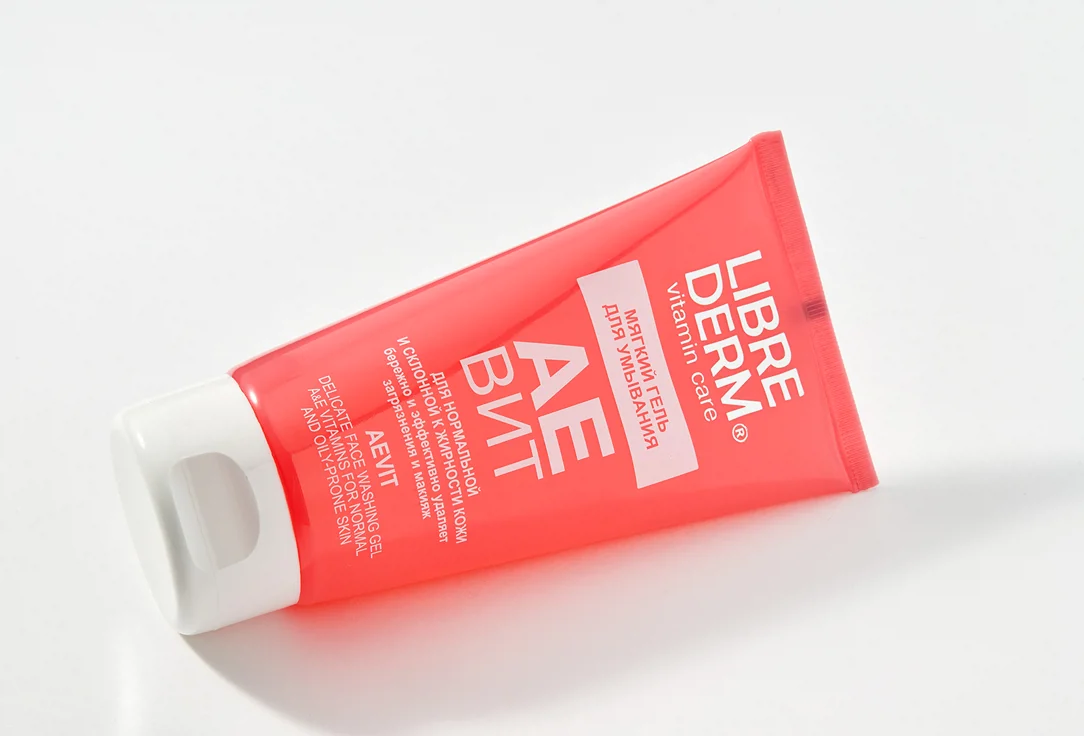 LIBRE
DERM®
vitamin care
МЯГКИЙ ГЕЛЬ
ДЛЯ УМЫВАНИЯ
АЕ
ВИТ
ДЛЯ НОРМАЛЬНОЙ
И СКЛОННОЙ К ЖИРНОСТИ КОЖИ
бережно и эффективно удаляет
загрязнения и макияж
AEVIT
DELICATE FACE WASHING GEL
A&E VITAMINS FOR NORMAL
AND OILY-PRONE SKIN